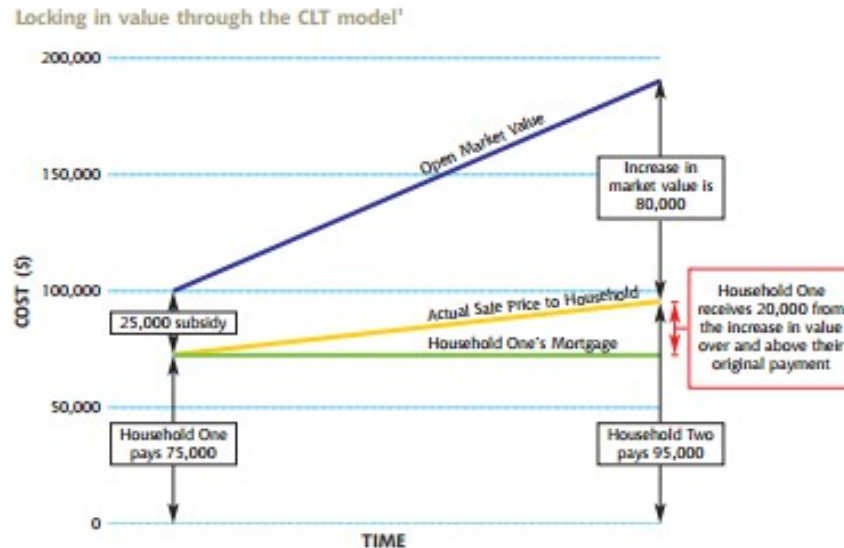 Locking in value through the CLT model¹
200,000
150,000
100,000
50,000
0
COST ($)
TIME
Open Market Value
Increase in
market value is
80,000
25,000 subsidy
Actual Sale Price to Household
Household One's Mortgage
Household One
receives 20,000 from
the increase in value
over and above their
original payment
Household One
pays 75,000
Household Two
pays 95,000